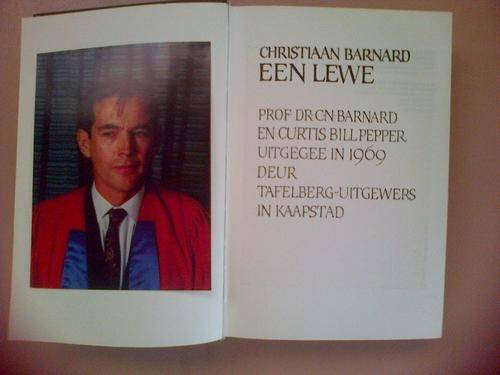 CHRISTIAAN BARNARD
EEN LEWE
PROF DR CN BARNARD
EN CURTIS BILL PEPPER
UITGEGEE IN 1969
DEUR
TAFELBERG-UITGEWERS
IN KAAPSTAD